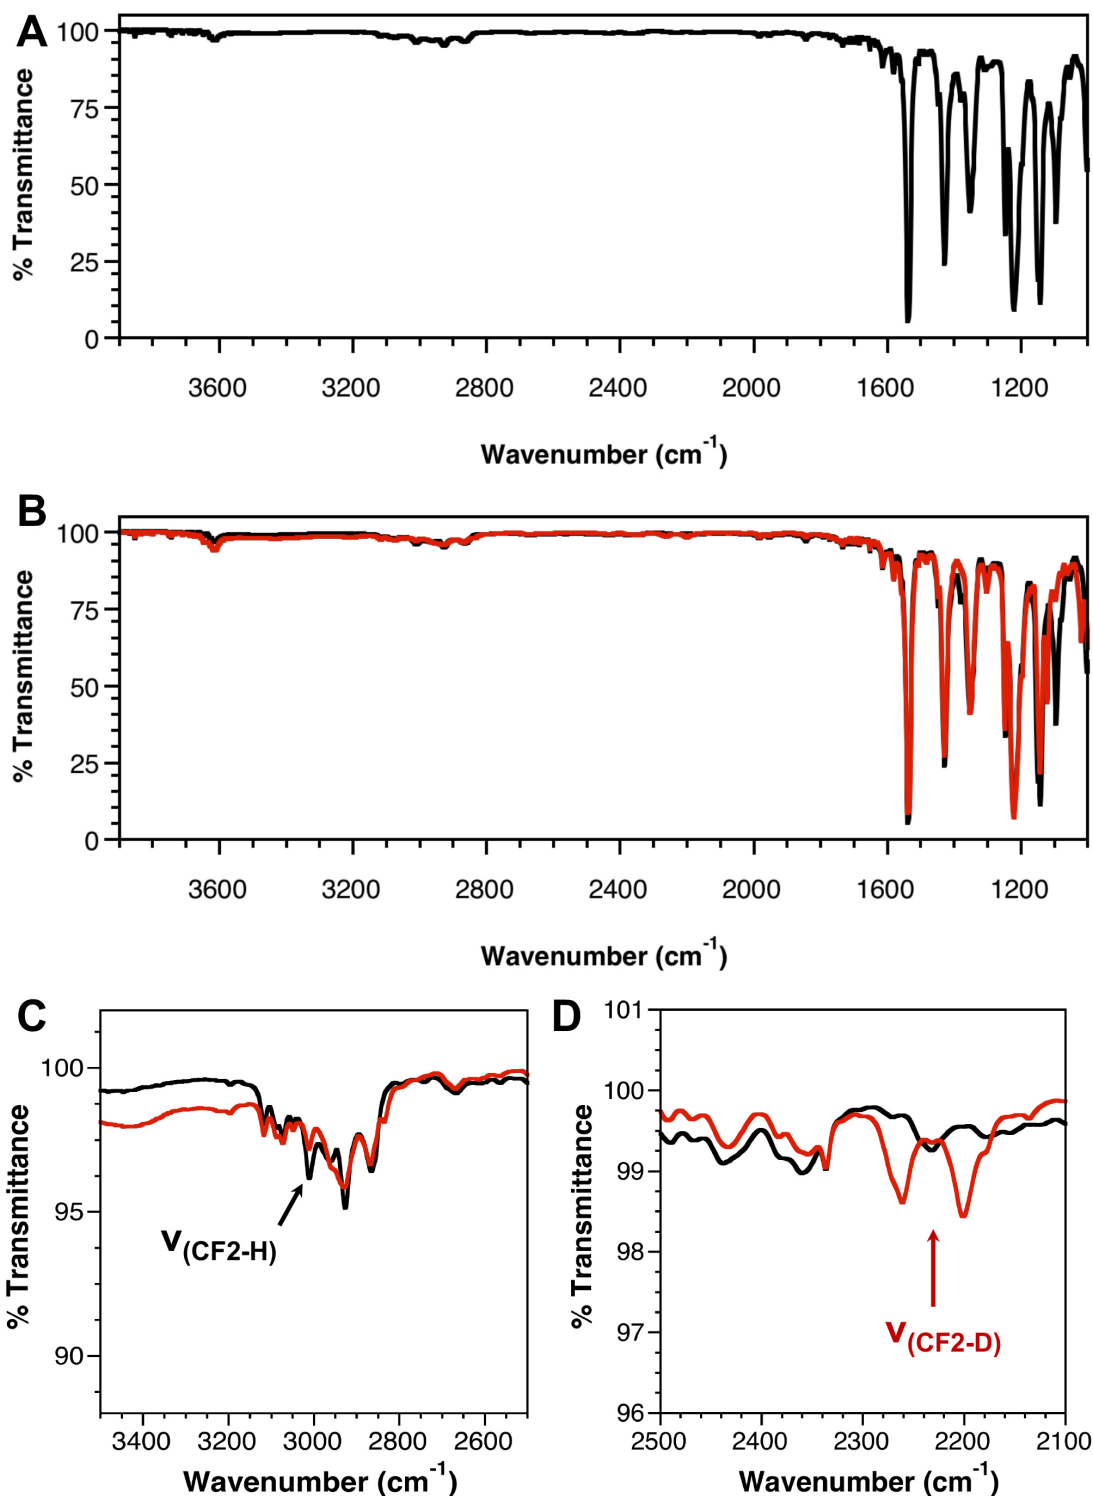 A
% Transmittance
100
75
50
25
0
3600 3200 2800 2400 2000 1600 1200
Wavenumber (cm⁻¹)
B
% Transmittance
100
75
50
25
0
3600 3200 2800 2400 2000 1600 1200
Wavenumber (cm⁻¹)
C
% Transmittance
100
95
90
ν(CF2-H)
3400 3200 3000 2800 2600
Wavenumber (cm⁻¹)
D
% Transmittance
101
100
99
98
97
96
ν(CF2-D)
2500 2400 2300 2200 2100
Wavenumber (cm⁻¹)